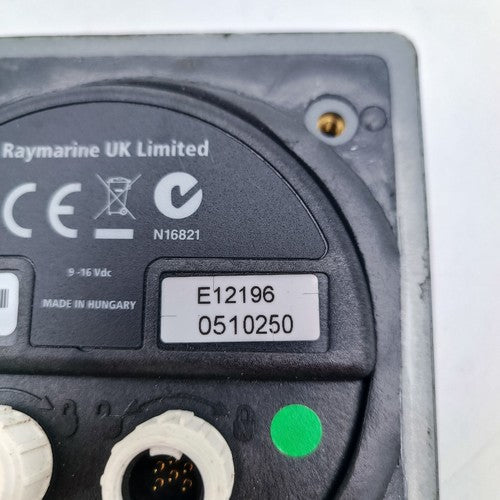 Raymarine UK Limited
CE
N16821
9 -16 Vdc
MADE IN HUNGARY
E12196
0510250